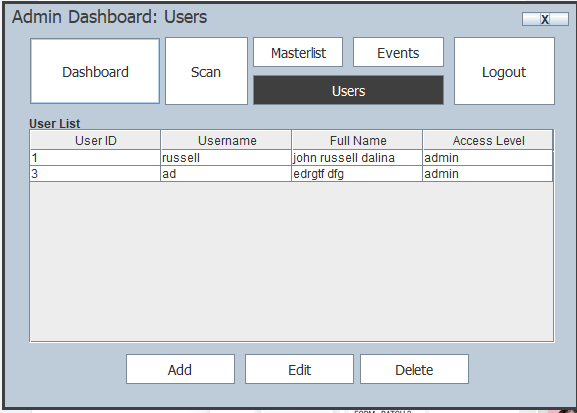 Admin Dashboard: Users
X
Dashboard
Scan
Masterlist
Events
Users
Logout
User List
User ID Username Full Name Access Level
1 russell john russell dalina admin
3 ad edrgtf dfg admin
Add Edit Delete